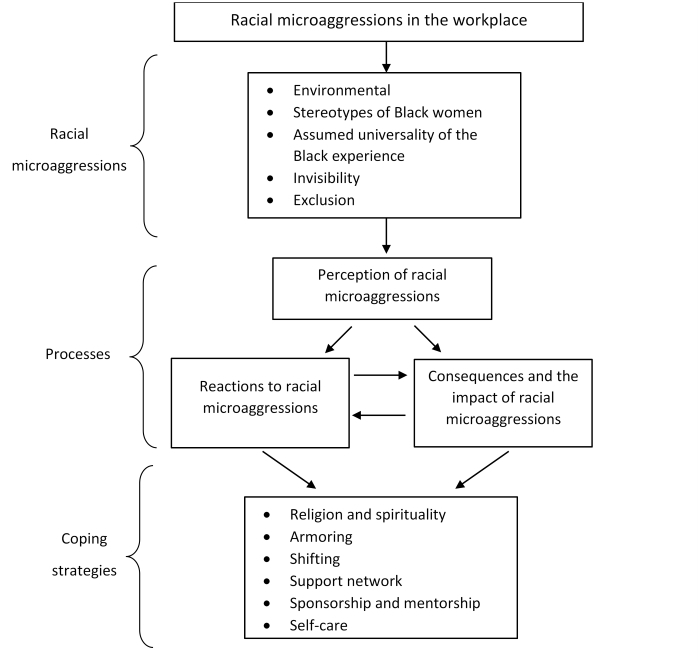 Racial microaggressions in the workplace
Racial
microaggressions
• Environmental
• Stereotypes of Black women
• Assumed universality of the
Black experience
• Invisibility
• Exclusion
Processes
Perception of racial
microaggressions
Reactions to racial
microaggressions
Consequences and the
impact of racial
microaggressions
Coping
strategies
• Religion and spirituality
• Armoring
• Shifting
• Support network
• Sponsorship and mentorship
• Self-care